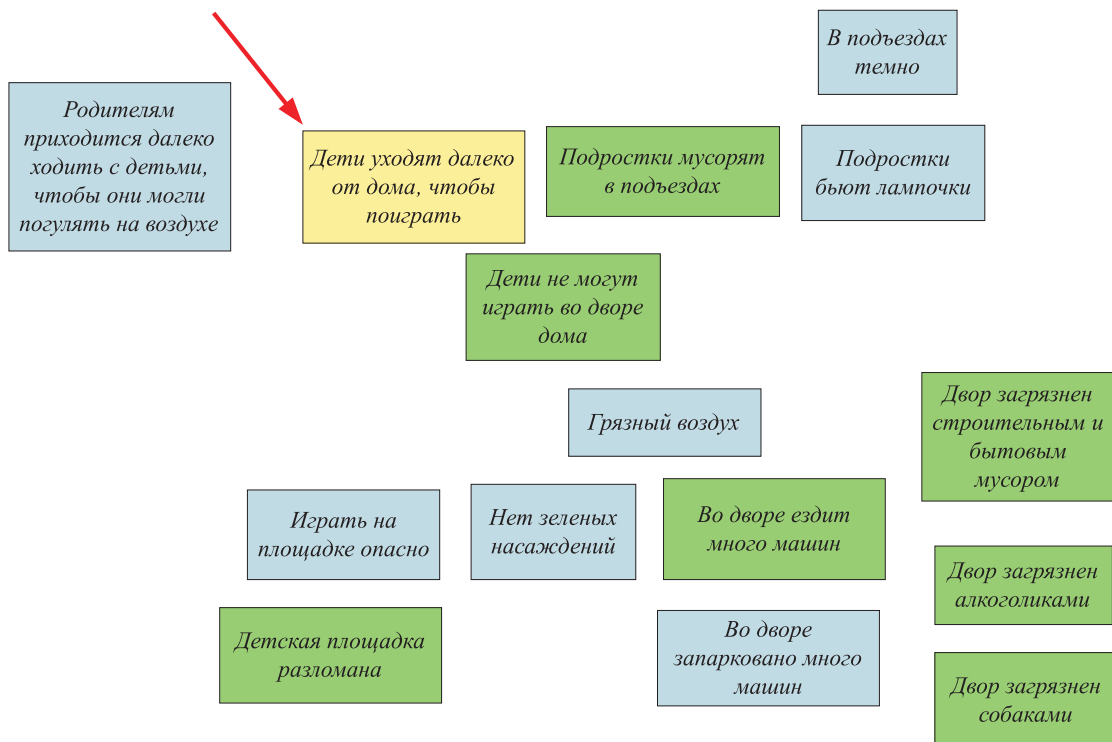 В подъездах
темно
Родителям
приходится далеко
ходить с детьми,
чтобы они могли
погулять на воздухе
Дети уходят далеко
от дома, чтобы
поиграть
Подростки мусорят
в подъездах
Подростки
бьют лампочки
Дети не могут
играть во дворе
дома
Грязный воздух
Двор загрязнен
строительным и
бытовым
мусором
Играть на
площадке опасно
Нет зеленых
насаждений
Во дворе ездит
много машин
Двор загрязнен
алкоголиками
Детская площадка
разломана
Во дворе
запарковано много
машин
Двор загрязнен
собаками